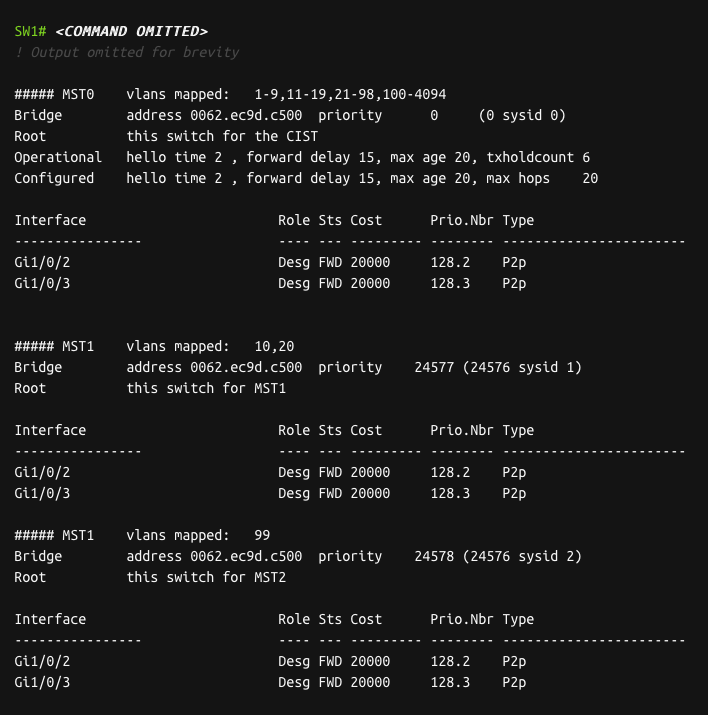 SW1# <COMMAND OMITTED>
! Output omitted for brevity
##### MST0    vlans mapped:   1-9,11-19,21-98,100-4094
Bridge        address 0062.ec9d.c500  priority      0     (0 sysid 0)
Root          this switch for the CIST
Operational   hello time 2 , forward delay 15, max age 20, txholdcount 6
Configured    hello time 2 , forward delay 15, max age 20, max hops    20
Interface                        Role Sts Cost      Prio.Nbr Type
----------------                 ---- --- --------- -------- -----------------------
Gi1/0/2                          Desg FWD 20000     128.2    P2p
Gi1/0/3                          Desg FWD 20000     128.3    P2p
##### MST1    vlans mapped:   10,20
Bridge        address 0062.ec9d.c500  priority    24577 (24576 sysid 1)
Root          this switch for MST1
Interface                        Role Sts Cost      Prio.Nbr Type
----------------                 ---- --- --------- -------- -----------------------
Gi1/0/2                          Desg FWD 20000     128.2    P2p
Gi1/0/3                          Desg FWD 20000     128.3    P2p
##### MST1    vlans mapped:   99
Bridge        address 0062.ec9d.c500  priority    24578 (24576 sysid 2)
Root          this switch for MST2
Interface                        Role Sts Cost      Prio.Nbr Type
----------------                 ---- --- --------- -------- -----------------------
Gi1/0/2                          Desg FWD 20000     128.2    P2p
Gi1/0/3                          Desg FWD 20000     128.3    P2p